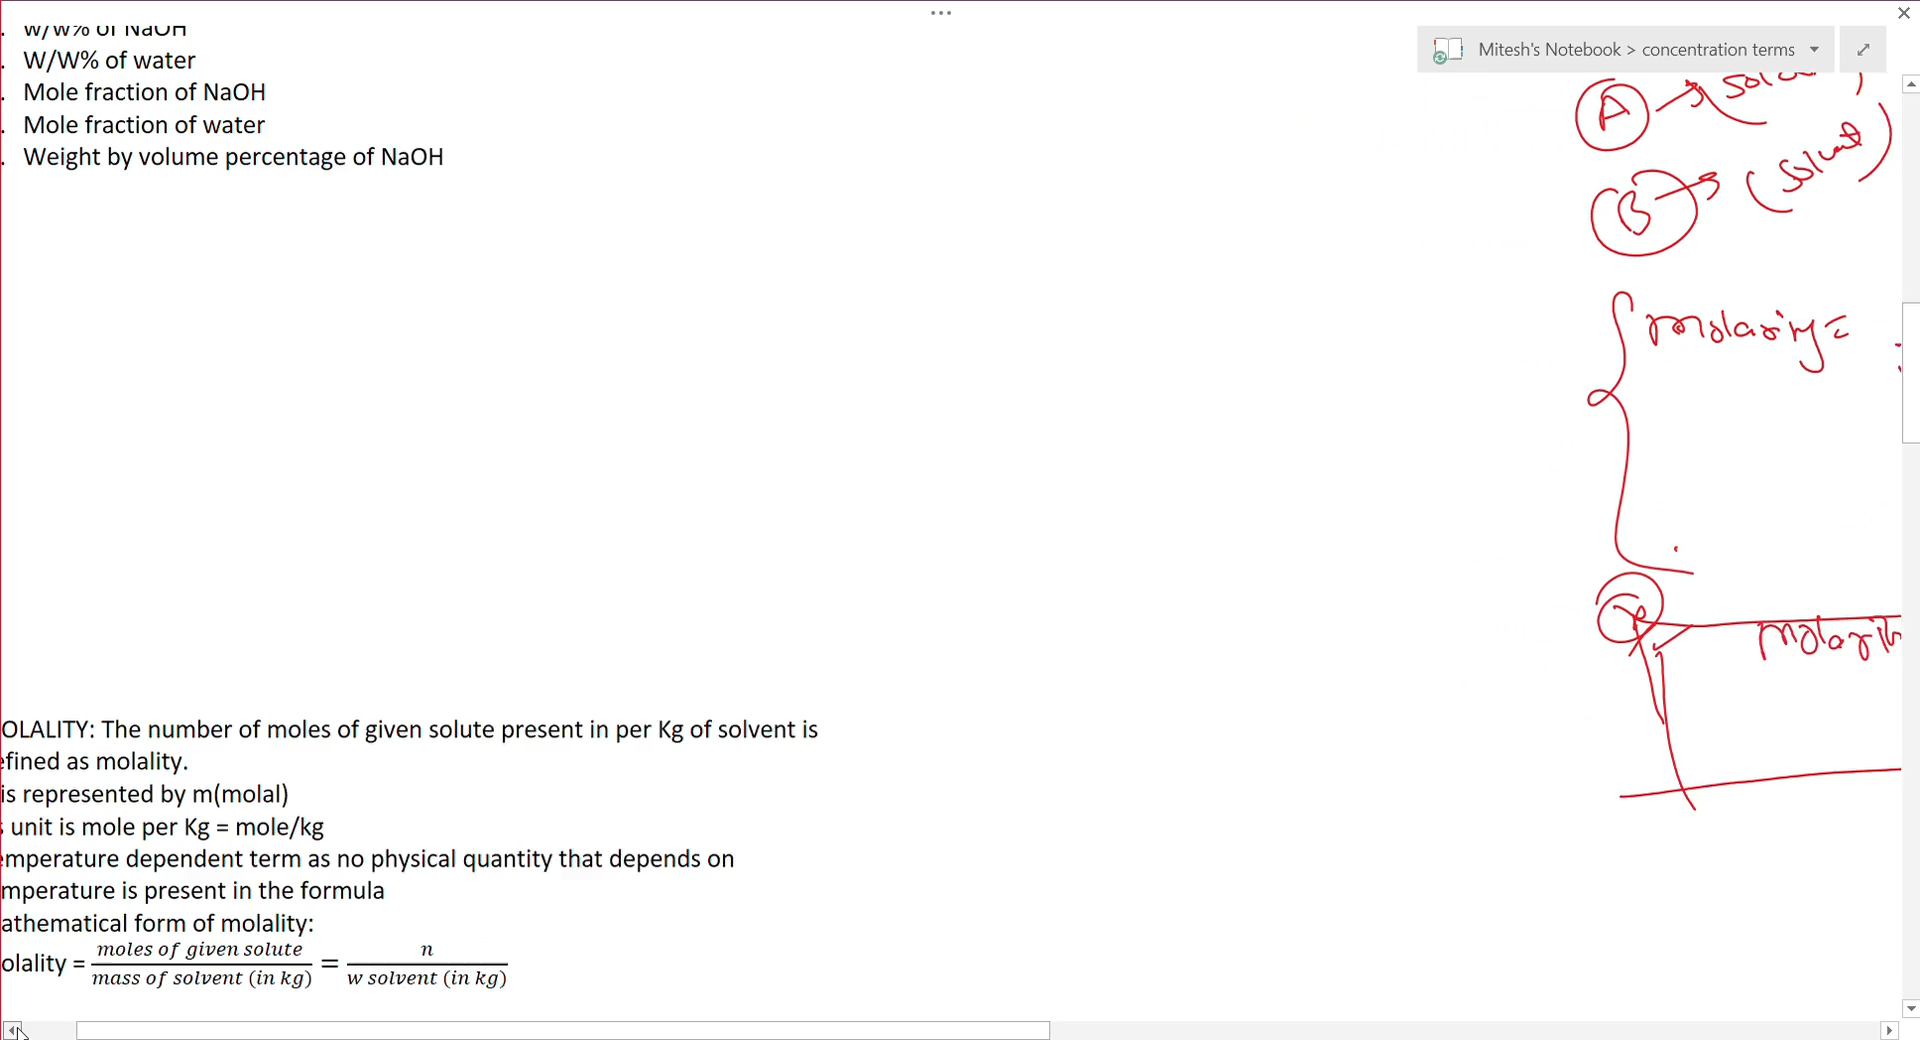 . w/w% of NaOH
. W/W% of water
. Mole fraction of NaOH
. Mole fraction of water
. Weight by volume percentage of NaOH
Mitesh's Notebook > concentration terms
A
B → (solvent)
molarity =
OLALITY: The number of moles of given solute present in per Kg of solvent is
efined as molality.
is represented by m(molal)
s unit is mole per Kg = mole/kg
emperature dependent term as no physical quantity that depends on
mperature is present in the formula
athematical form of molality:
olality = moles of given solute / mass of solvent (in kg) = n / w solvent (in kg)